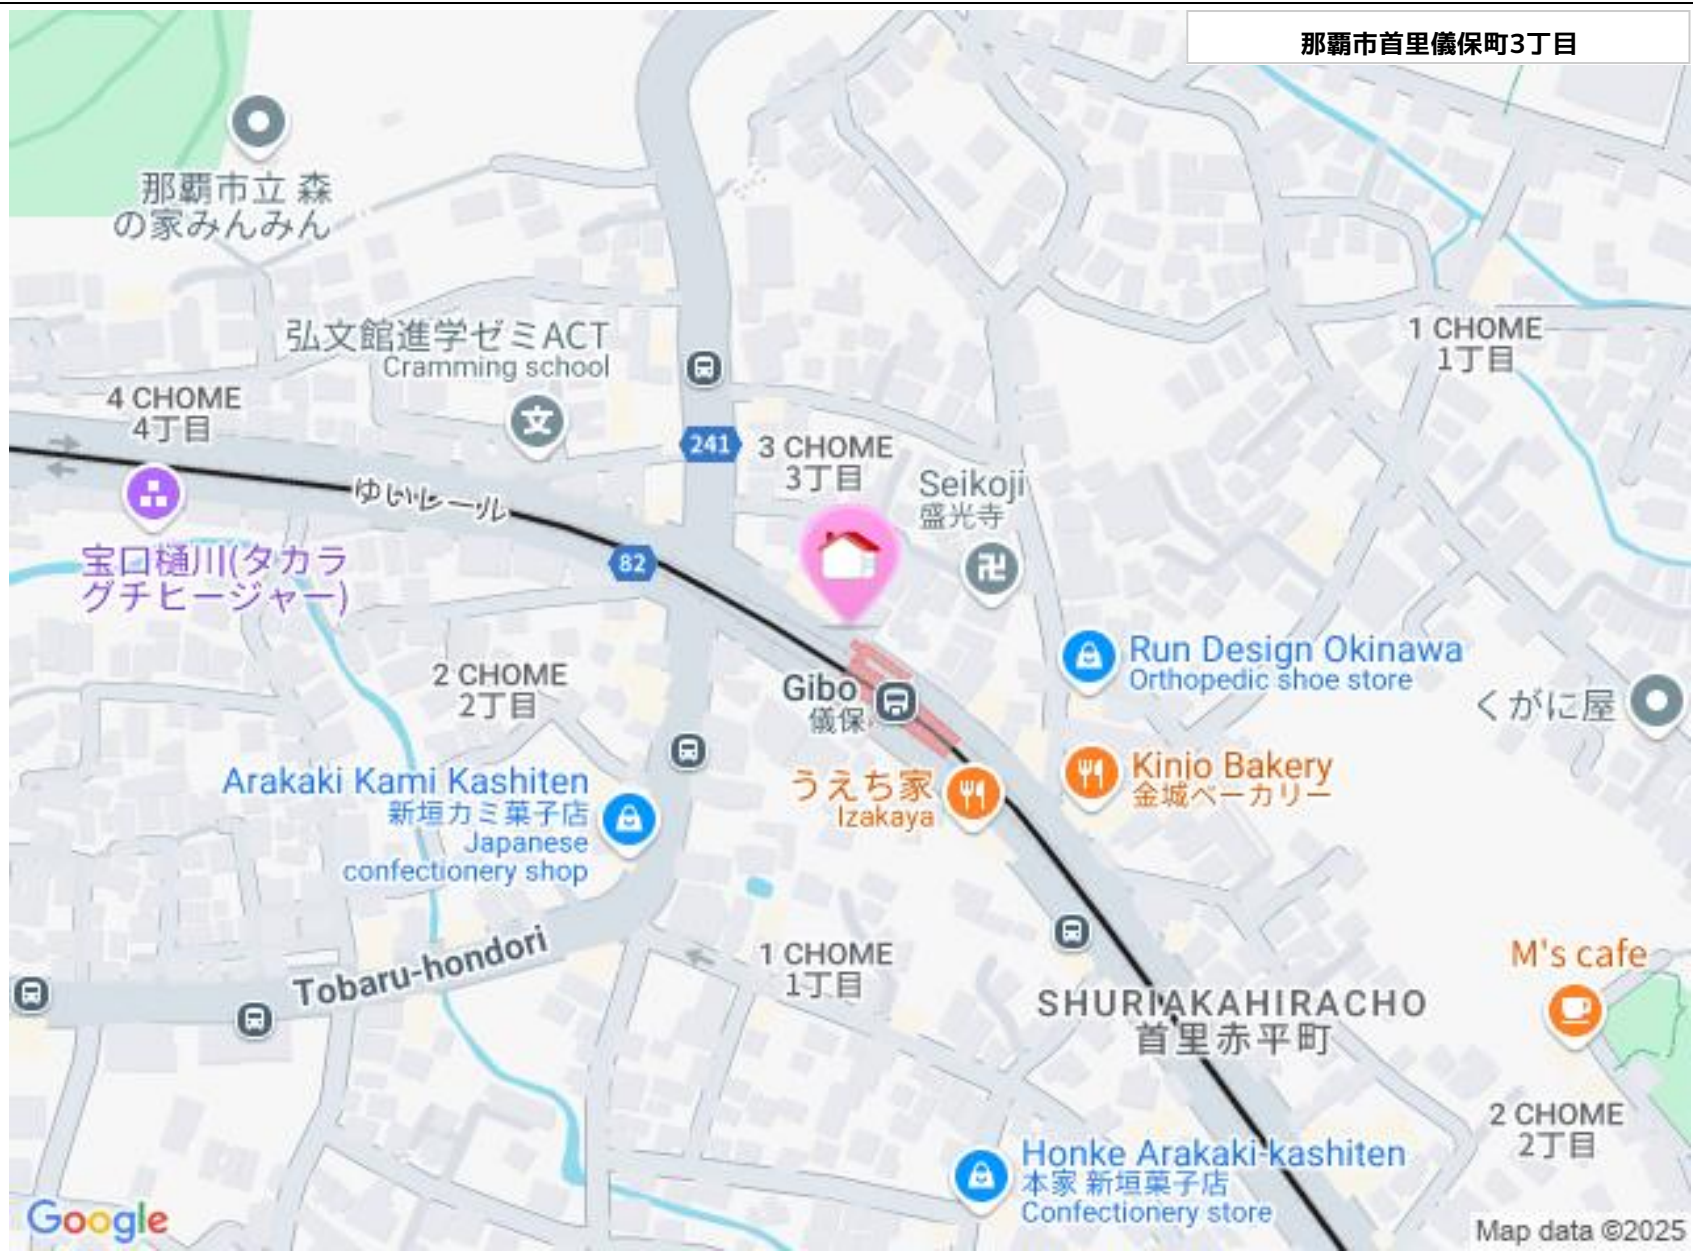 那覇市首里儀保町3丁目
那覇市立 森
の家みんみん
弘文館進学ゼミACT
Cramming school
1 CHOME
1丁目
4 CHOME
4丁目
241
3 CHOME
3丁目
文
Seikoji
盛光寺
卍
ゆいレール
宝口樋川(タカラ
グチヒージャー)
82
Run Design Okinawa
Orthopedic shoe store
2 CHOME
2丁目
Gibo
儀保
くがに屋
Arakaki Kami Kashiten
新垣カミ菓子店
Japanese
confectionery shop
うえち家
Izakaya
Kinjo Bakery
金城ベーカリー
Tobaru-hondori
1 CHOME
1丁目
M's cafe
SHURIAKAHIRACHO
首里赤平町
2 CHOME
2丁目
Honke Arakaki-kashiten
本家 新垣菓子店
Confectionery store
Google
Map data ©2025